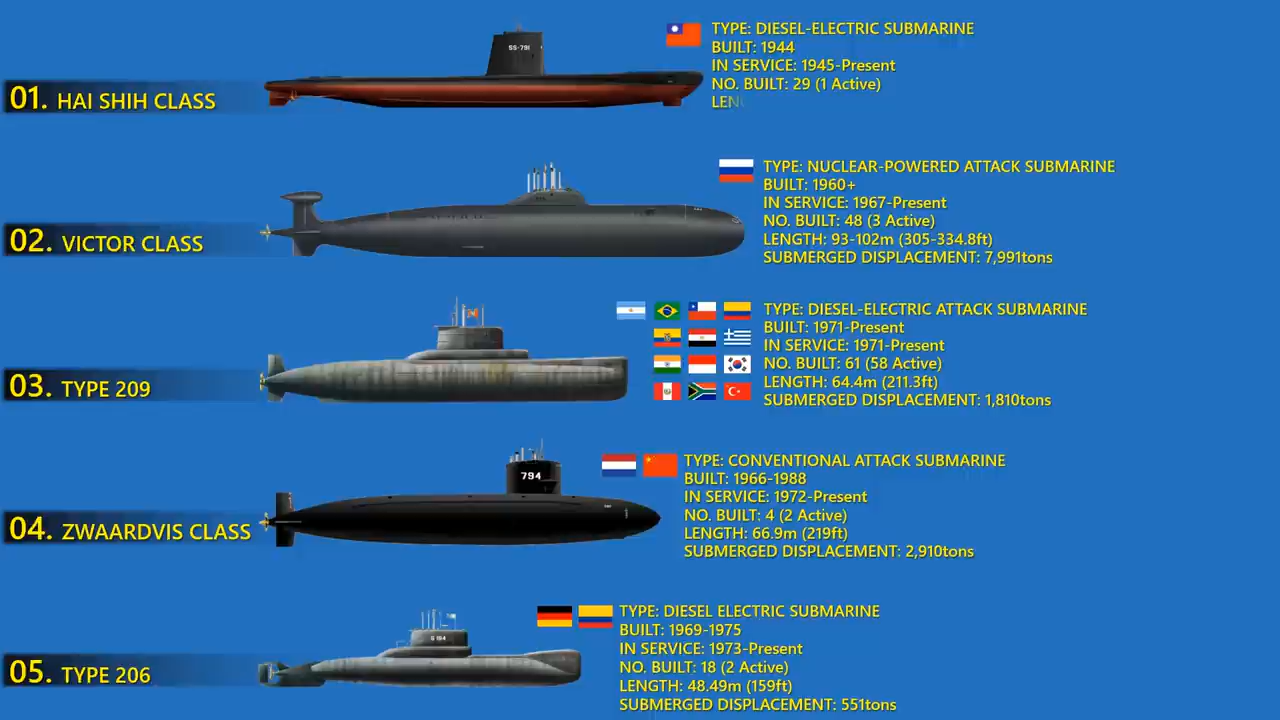 01. HAI SHIH CLASS
SS-791
TYPE: DIESEL-ELECTRIC SUBMARINE
BUILT: 1944
IN SERVICE: 1945-Present
NO. BUILT: 29 (1 Active)
LEN
02. VICTOR CLASS
TYPE: NUCLEAR-POWERED ATTACK SUBMARINE
BUILT: 1960+
IN SERVICE: 1967-Present
NO. BUILT: 48 (3 Active)
LENGTH: 93-102m (305-334.8ft)
SUBMERGED DISPLACEMENT: 7,991tons
03. TYPE 209
TYPE: DIESEL-ELECTRIC ATTACK SUBMARINE
BUILT: 1971-Present
IN SERVICE: 1971-Present
NO. BUILT: 61 (58 Active)
LENGTH: 64.4m (211.3ft)
SUBMERGED DISPLACEMENT: 1,810tons
04. ZWAARDVIS CLASS
794
TYPE: CONVENTIONAL ATTACK SUBMARINE
BUILT: 1966-1988
IN SERVICE: 1972-Present
NO. BUILT: 4 (2 Active)
LENGTH: 66.9m (219ft)
SUBMERGED DISPLACEMENT: 2,910tons
05. TYPE 206
S 194
TYPE: DIESEL ELECTRIC SUBMARINE
BUILT: 1969-1975
IN SERVICE: 1973-Present
NO. BUILT: 18 (2 Active)
LENGTH: 48.49m (159ft)
SUBMERGED DISPLACEMENT: 551tons